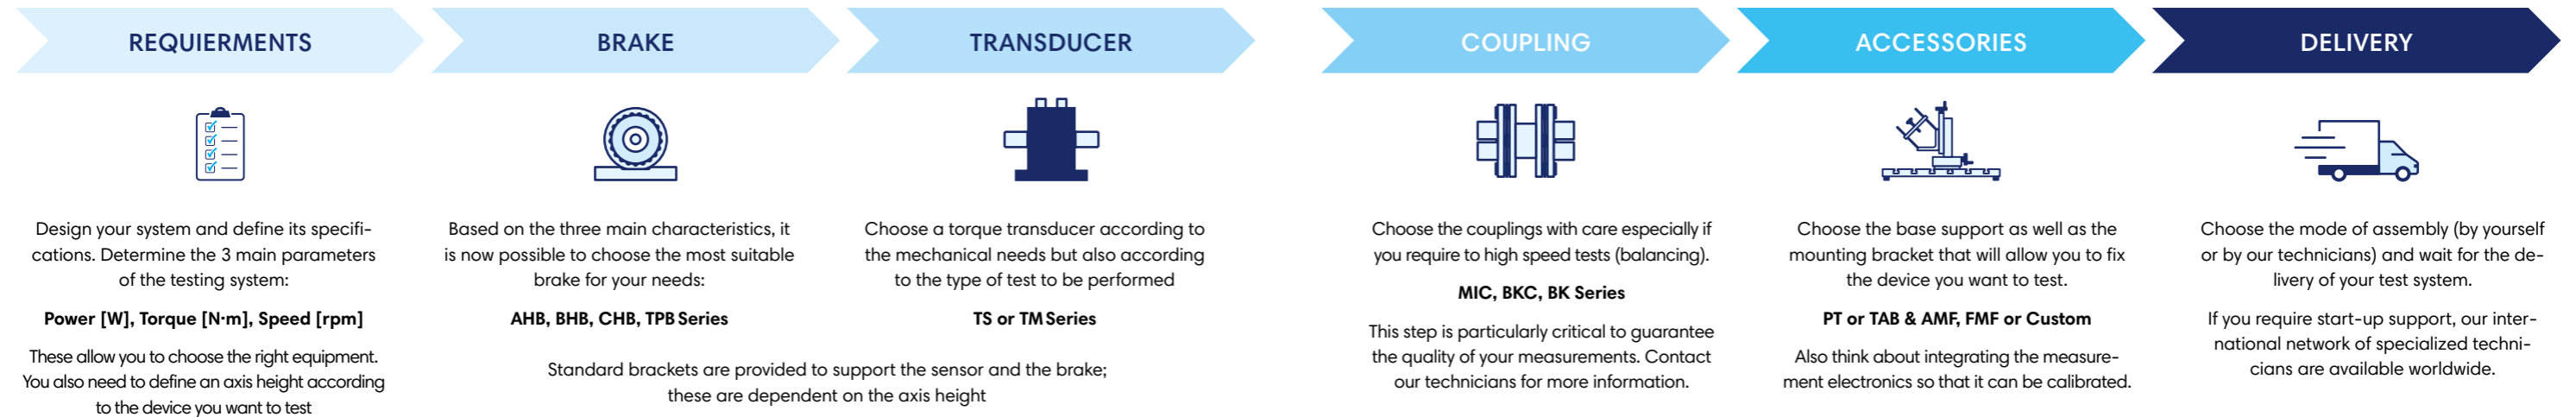 REQUIERMENTS
Design your system and define its specifi-
cations. Determine the 3 main parameters
of the testing system:
Power [W], Torque [N·m], Speed [rpm]
These allow you to choose the right equipment.
You also need to define an axis height according
to the device you want to test
BRAKE
Based on the three main characteristics, it
is now possible to choose the most suitable
brake for your needs:
AHB, BHB, CHB, TPB Series
TRANSDUCER
Choose a torque transducer according to
the mechanical needs but also according
to the type of test to be performed
TS or TM Series
Standard brackets are provided to support the sensor and the brake;
these are dependent on the axis height
COUPLING
Choose the couplings with care especially if
you require to high speed tests (balancing).
MIC, BKC, BK Series
This step is particularly critical to guarantee
the quality of your measurements. Contact
our technicians for more information.
ACCESSORIES
Choose the base support as well as the
mounting bracket that will allow you to fix
the device you want to test.
PT or TAB & AMF, FMF or Custom
Also think about integrating the measure-
ment electronics so that it can be calibrated.
DELIVERY
Choose the mode of assembly (by yourself
or by our technicians) and wait for the de-
livery of your test system.
If you require start-up support, our inter-
national network of specialized techni-
cians are available worldwide.